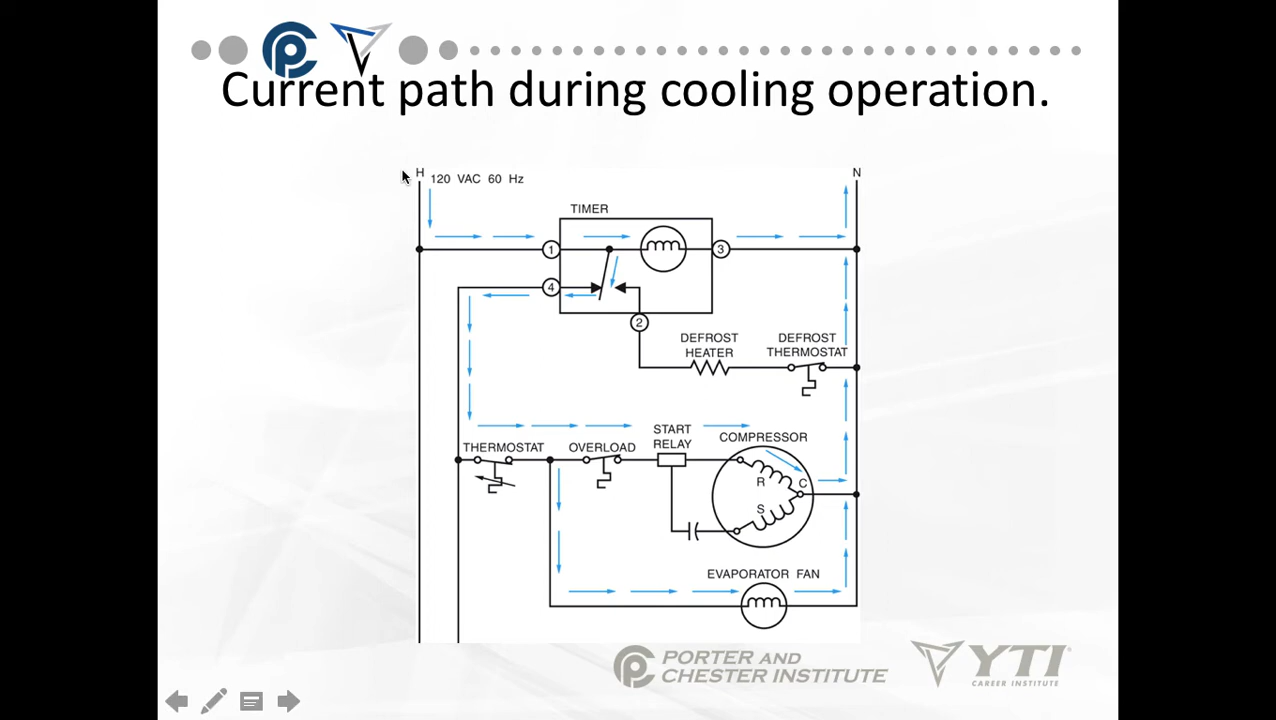 Current path during cooling operation.
H
120 VAC 60 Hz
N
TIMER
1
3
4
2
DEFROST
HEATER
DEFROST
THERMOSTAT
THERMOSTAT
OVERLOAD
START
RELAY
COMPRESSOR
R
C
S
EVAPORATOR FAN
PORTER AND
CHESTER INSTITUTE
YTI
CAREER INSTITUTE